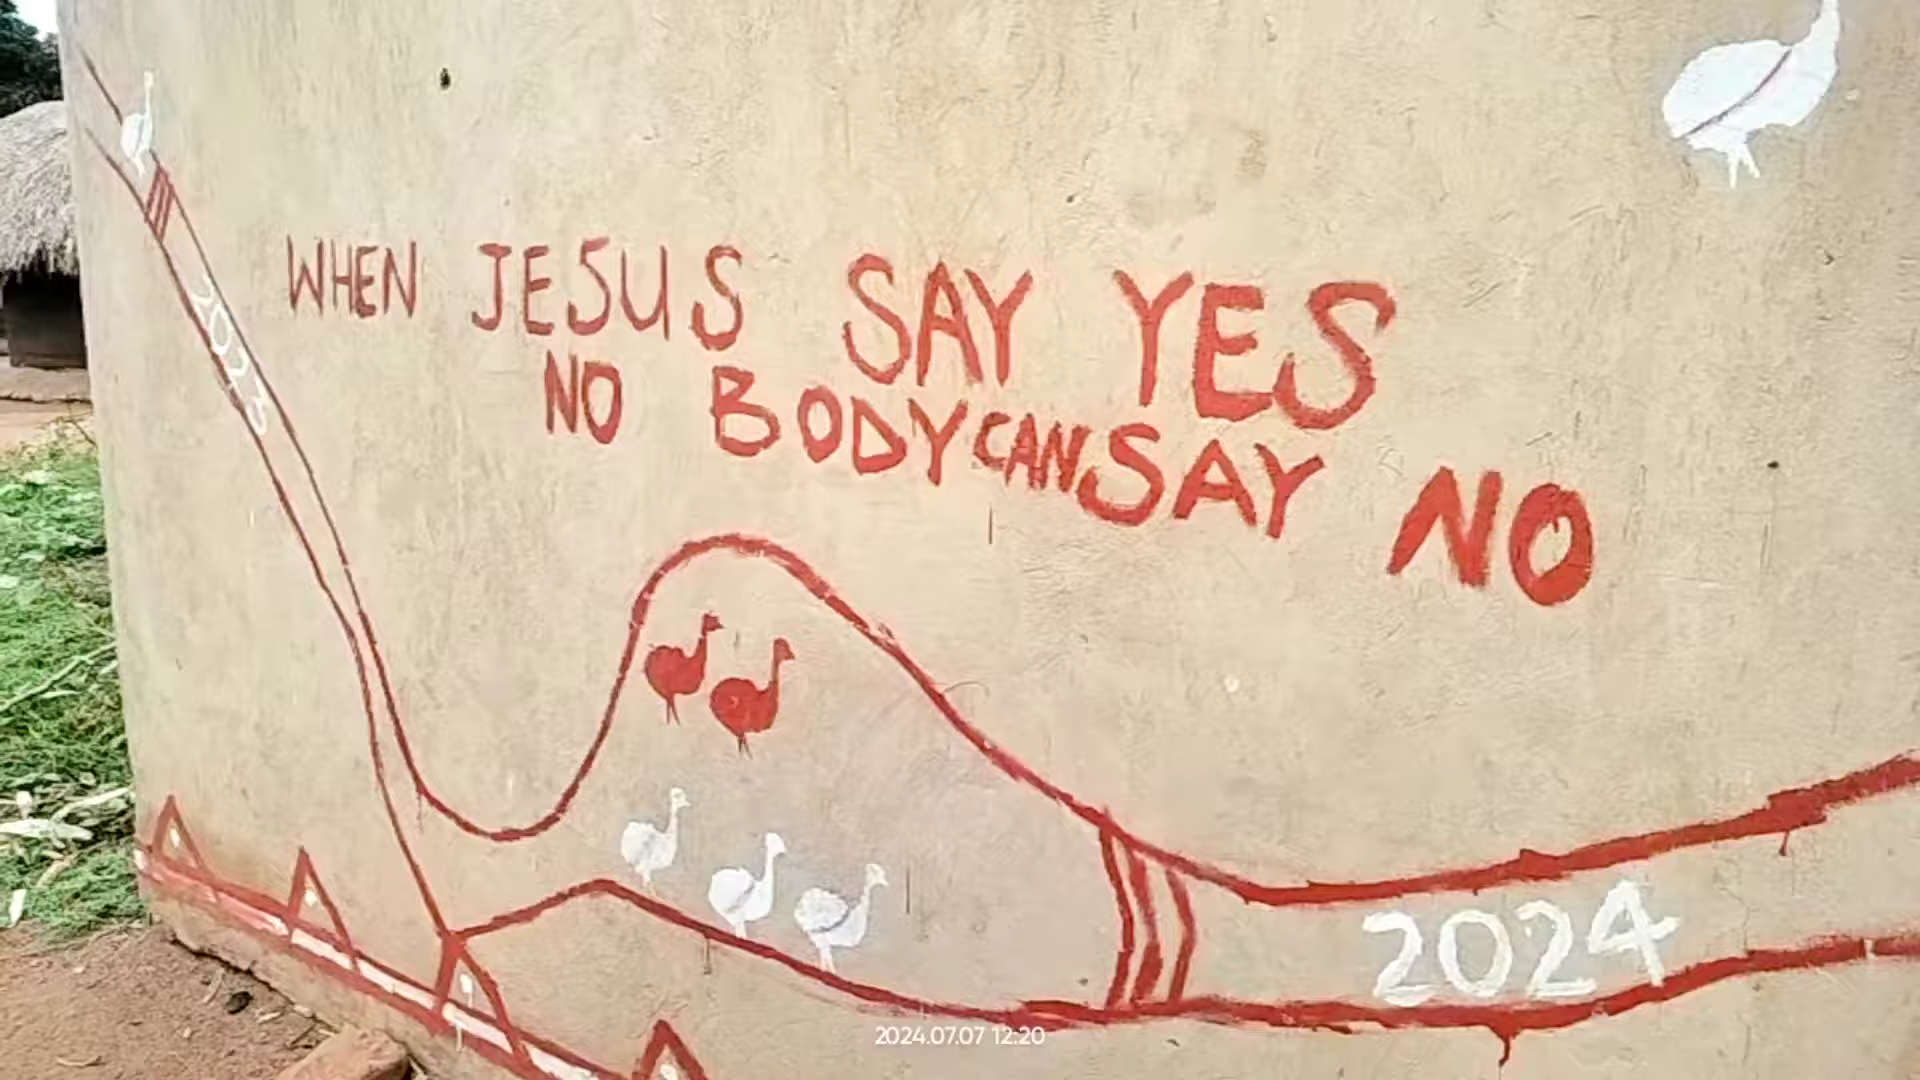 WHEN JESUS SAY YES
NO BODY CAN SAY NO
2023
2024
2024.07.07 12:20